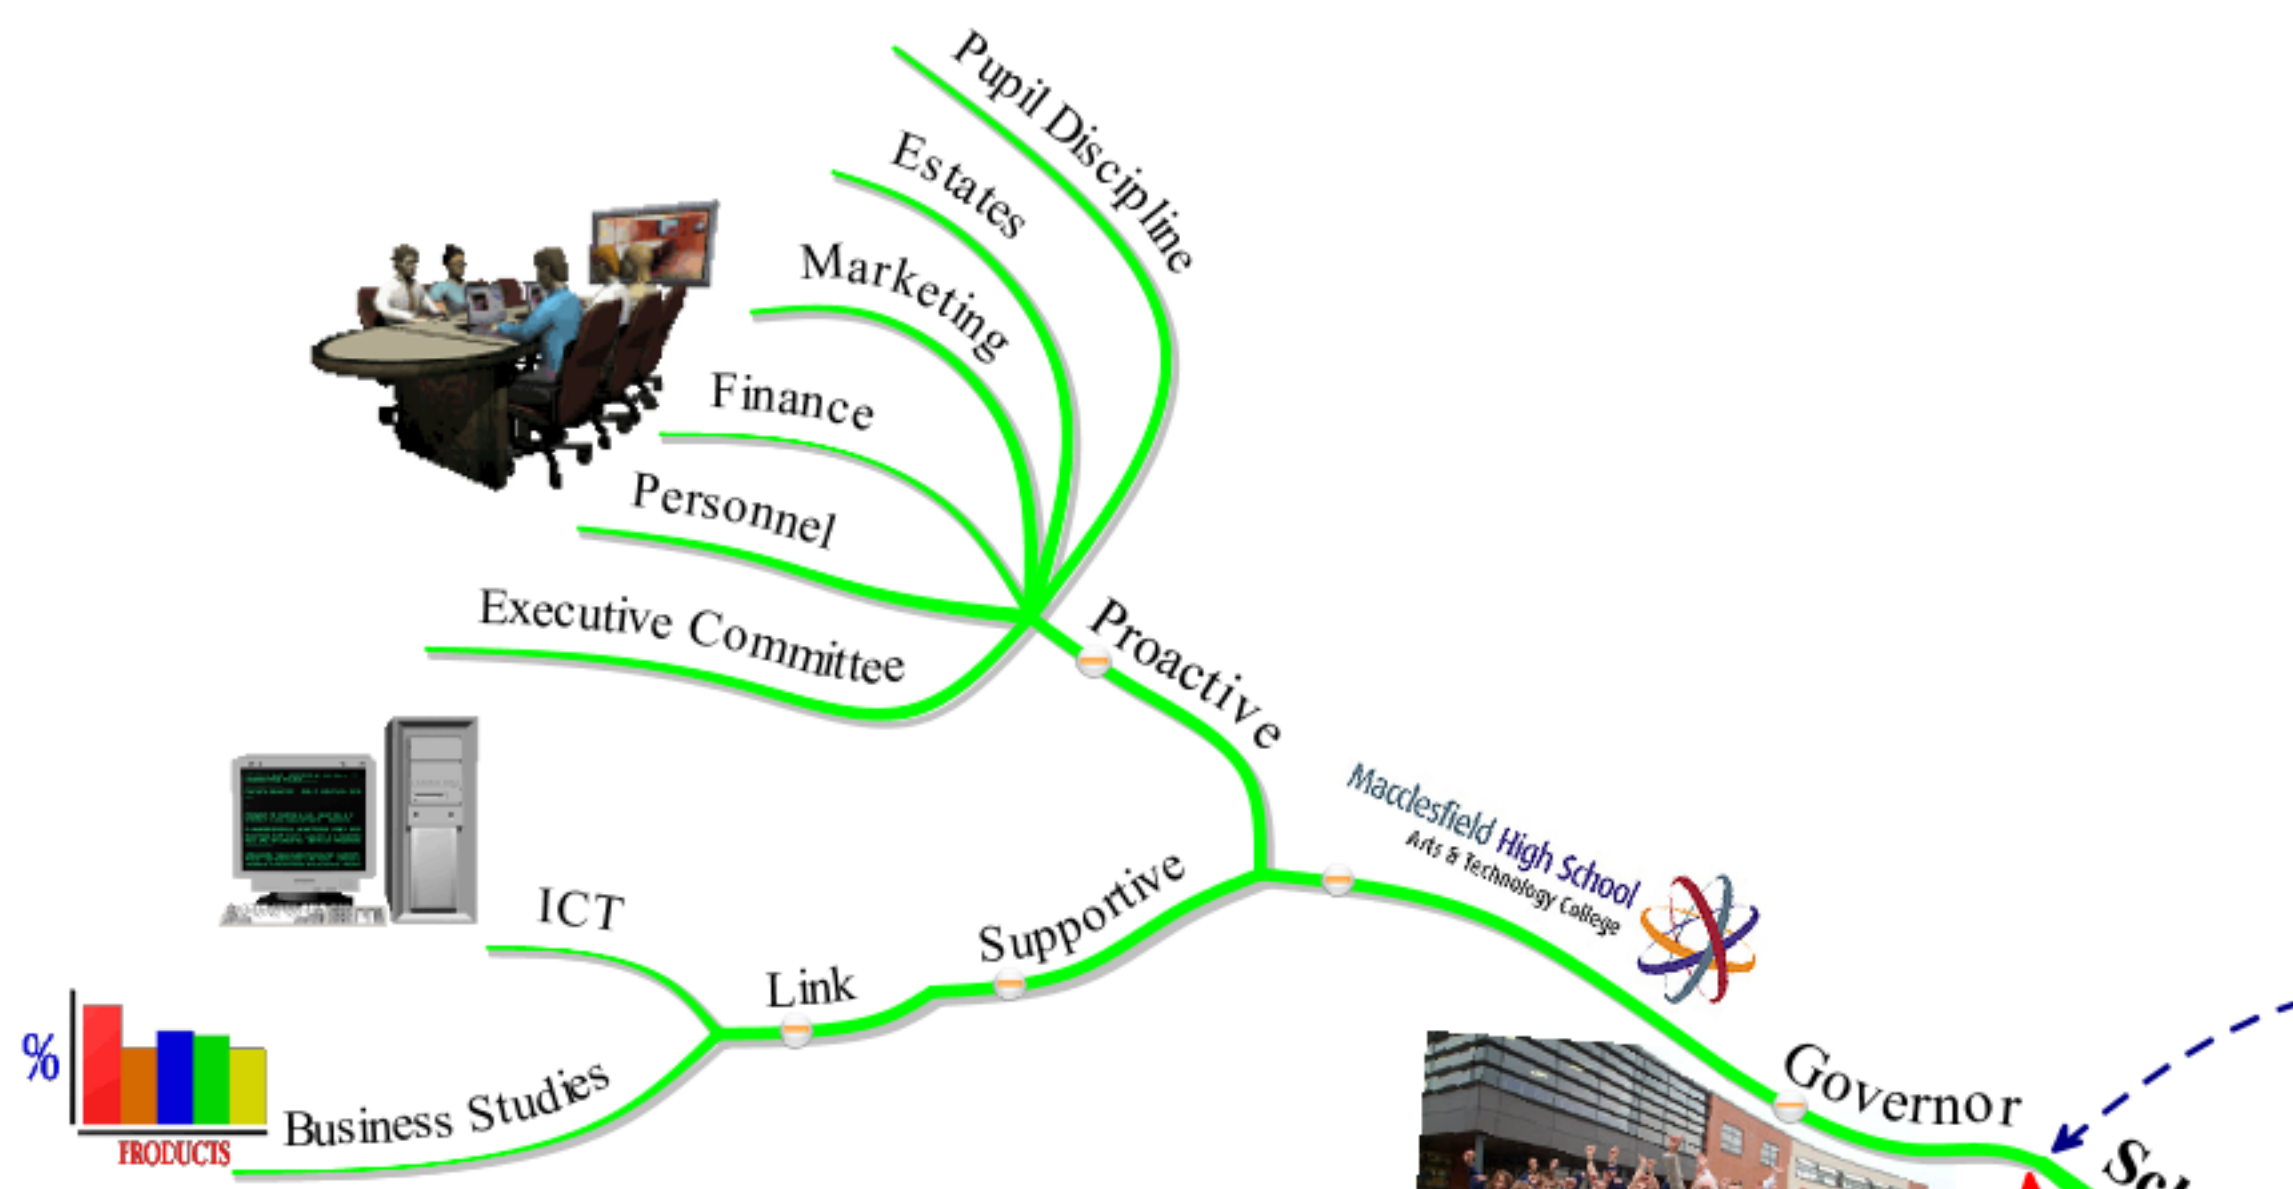 Pupil Discipline
Estates
Marketing
Finance
Personnel
Executive Committee
Proactive
Macclesfield High School
Arts & Technology College
Supportive
ICT
Link
Business Studies
%
PRODUCTS
Governor